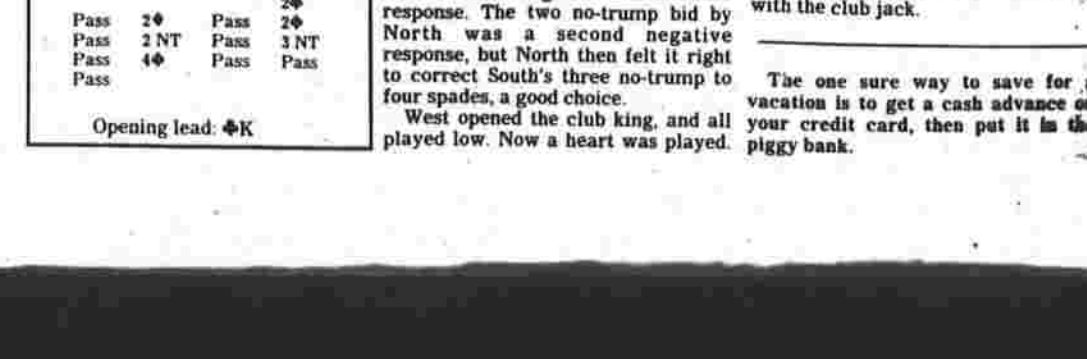 Pass 2♦ Pass 2♠
Pass 2 NT Pass 3 NT
Pass 4♠ Pass Pass
Pass
Opening lead: ♣K
response. The two no-trump bid by
North was a second negative
response, but North then felt it right
to correct South's three no-trump to
four spades, a good choice.
West opened the club king, and all
played low. Now a heart was played.
with the club jack.
The one sure way to save for
vacation is to get a cash advance
your credit card, then put it in
piggy bank.